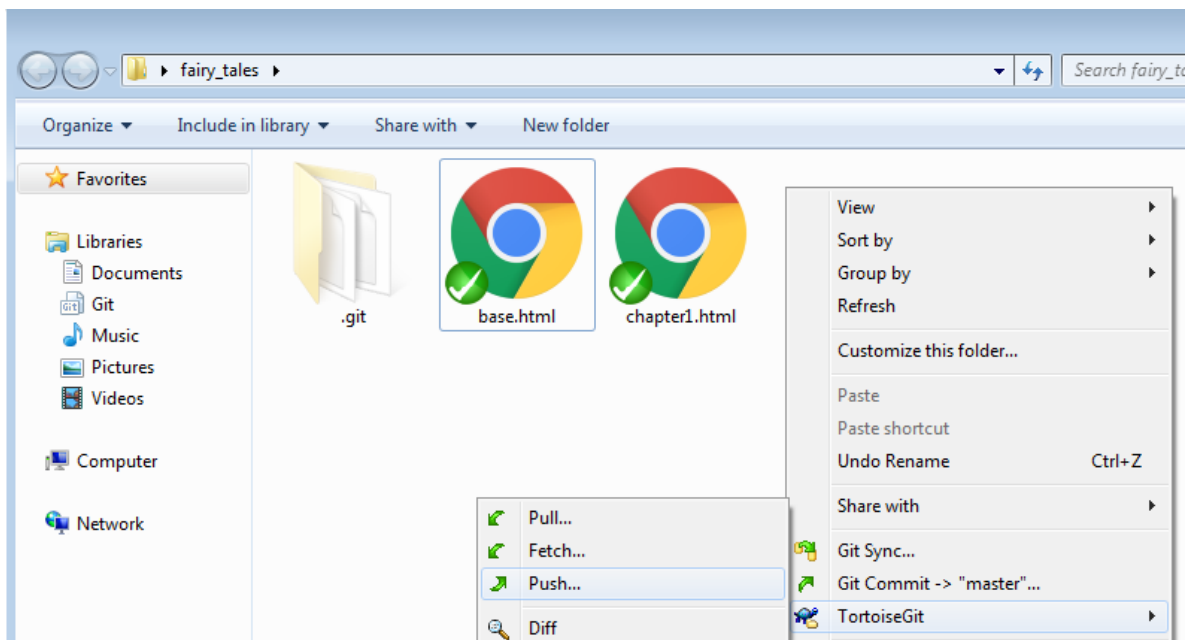 fairy_tales
Organize
Include in library
Share with
New folder
Favorites
Libraries
Documents
Git
Music
Pictures
Videos
Computer
Network
.git
base.html
chapter1.html
View
Sort by
Group by
Refresh
Customize this folder...
Paste
Paste shortcut
Undo Rename Ctrl+Z
Share with
Git Sync...
Git Commit -> "master"...
TortoiseGit
Pull...
Fetch...
Push...
Diff
Search